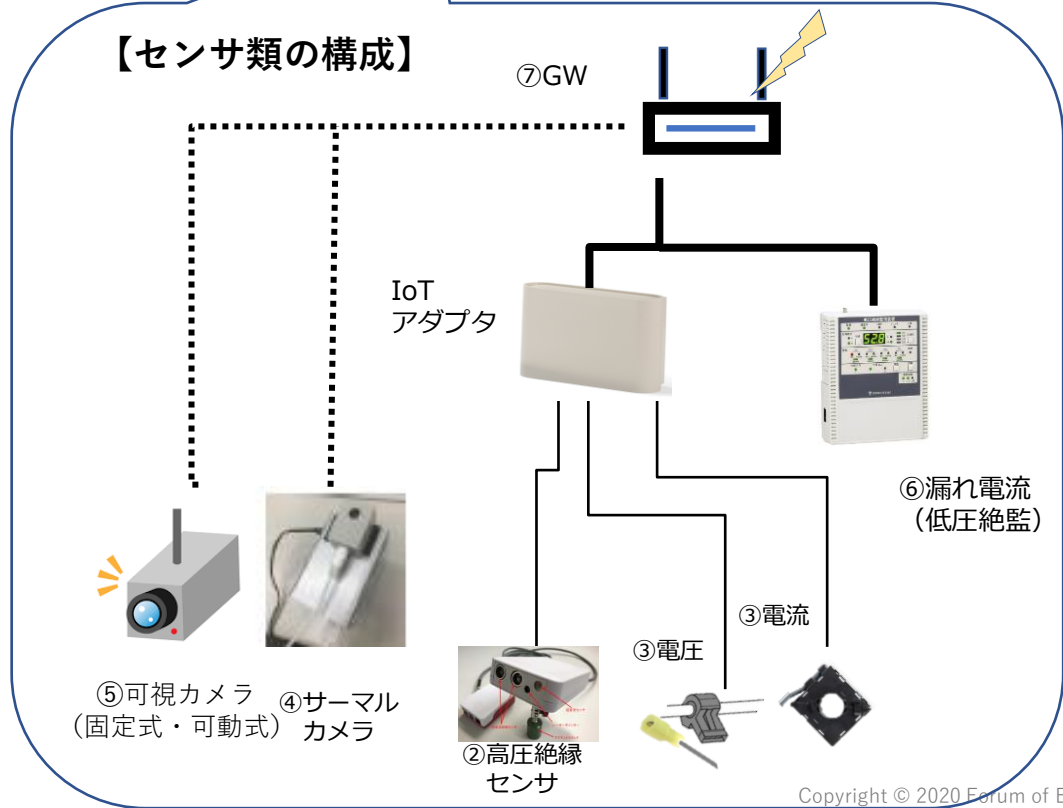 【センサ類の構成】
⑦GW
IoT
アダプタ
⑥漏れ電流
（低圧絶監）
③電流
③電圧
⑤可視カメラ
（固定式・可動式）
④サーマル
カメラ
②高圧絶縁
センサ
528
Copyright © 2020 Forum of E